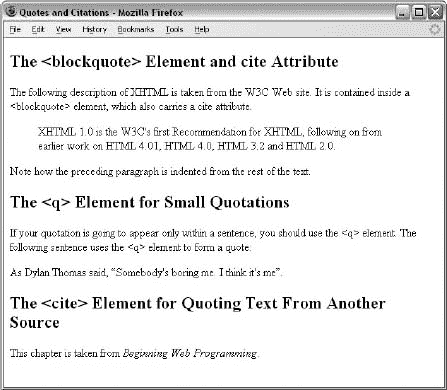 Quotes and Citations - Mozilla Firefox
File Edit View History Bookmarks Tools Help
The <blockquote> Element and cite Attribute
The following description of XHTML is taken from the W3C Web site. It is contained inside a
<blockquote> element, which also carries a cite attribute.
XHTML 1.0 is the W3C's first Recommendation for XHTML, following on from
earlier work on HTML 4.01, HTML 4.0, HTML 3.2 and HTML 2.0.
Note how the preceding paragraph is indented from the rest of the text.
The <q> Element for Small Quotations
If your quotation is going to appear only within a sentence, you should use the <q> element. The
following sentence uses the <q> element to form a quote:
As Dylan Thomas said, “Somebody's boring me. I think it's me”.
The <cite> Element for Quoting Text From Another
Source
This chapter is taken from Beginning Web Programming.